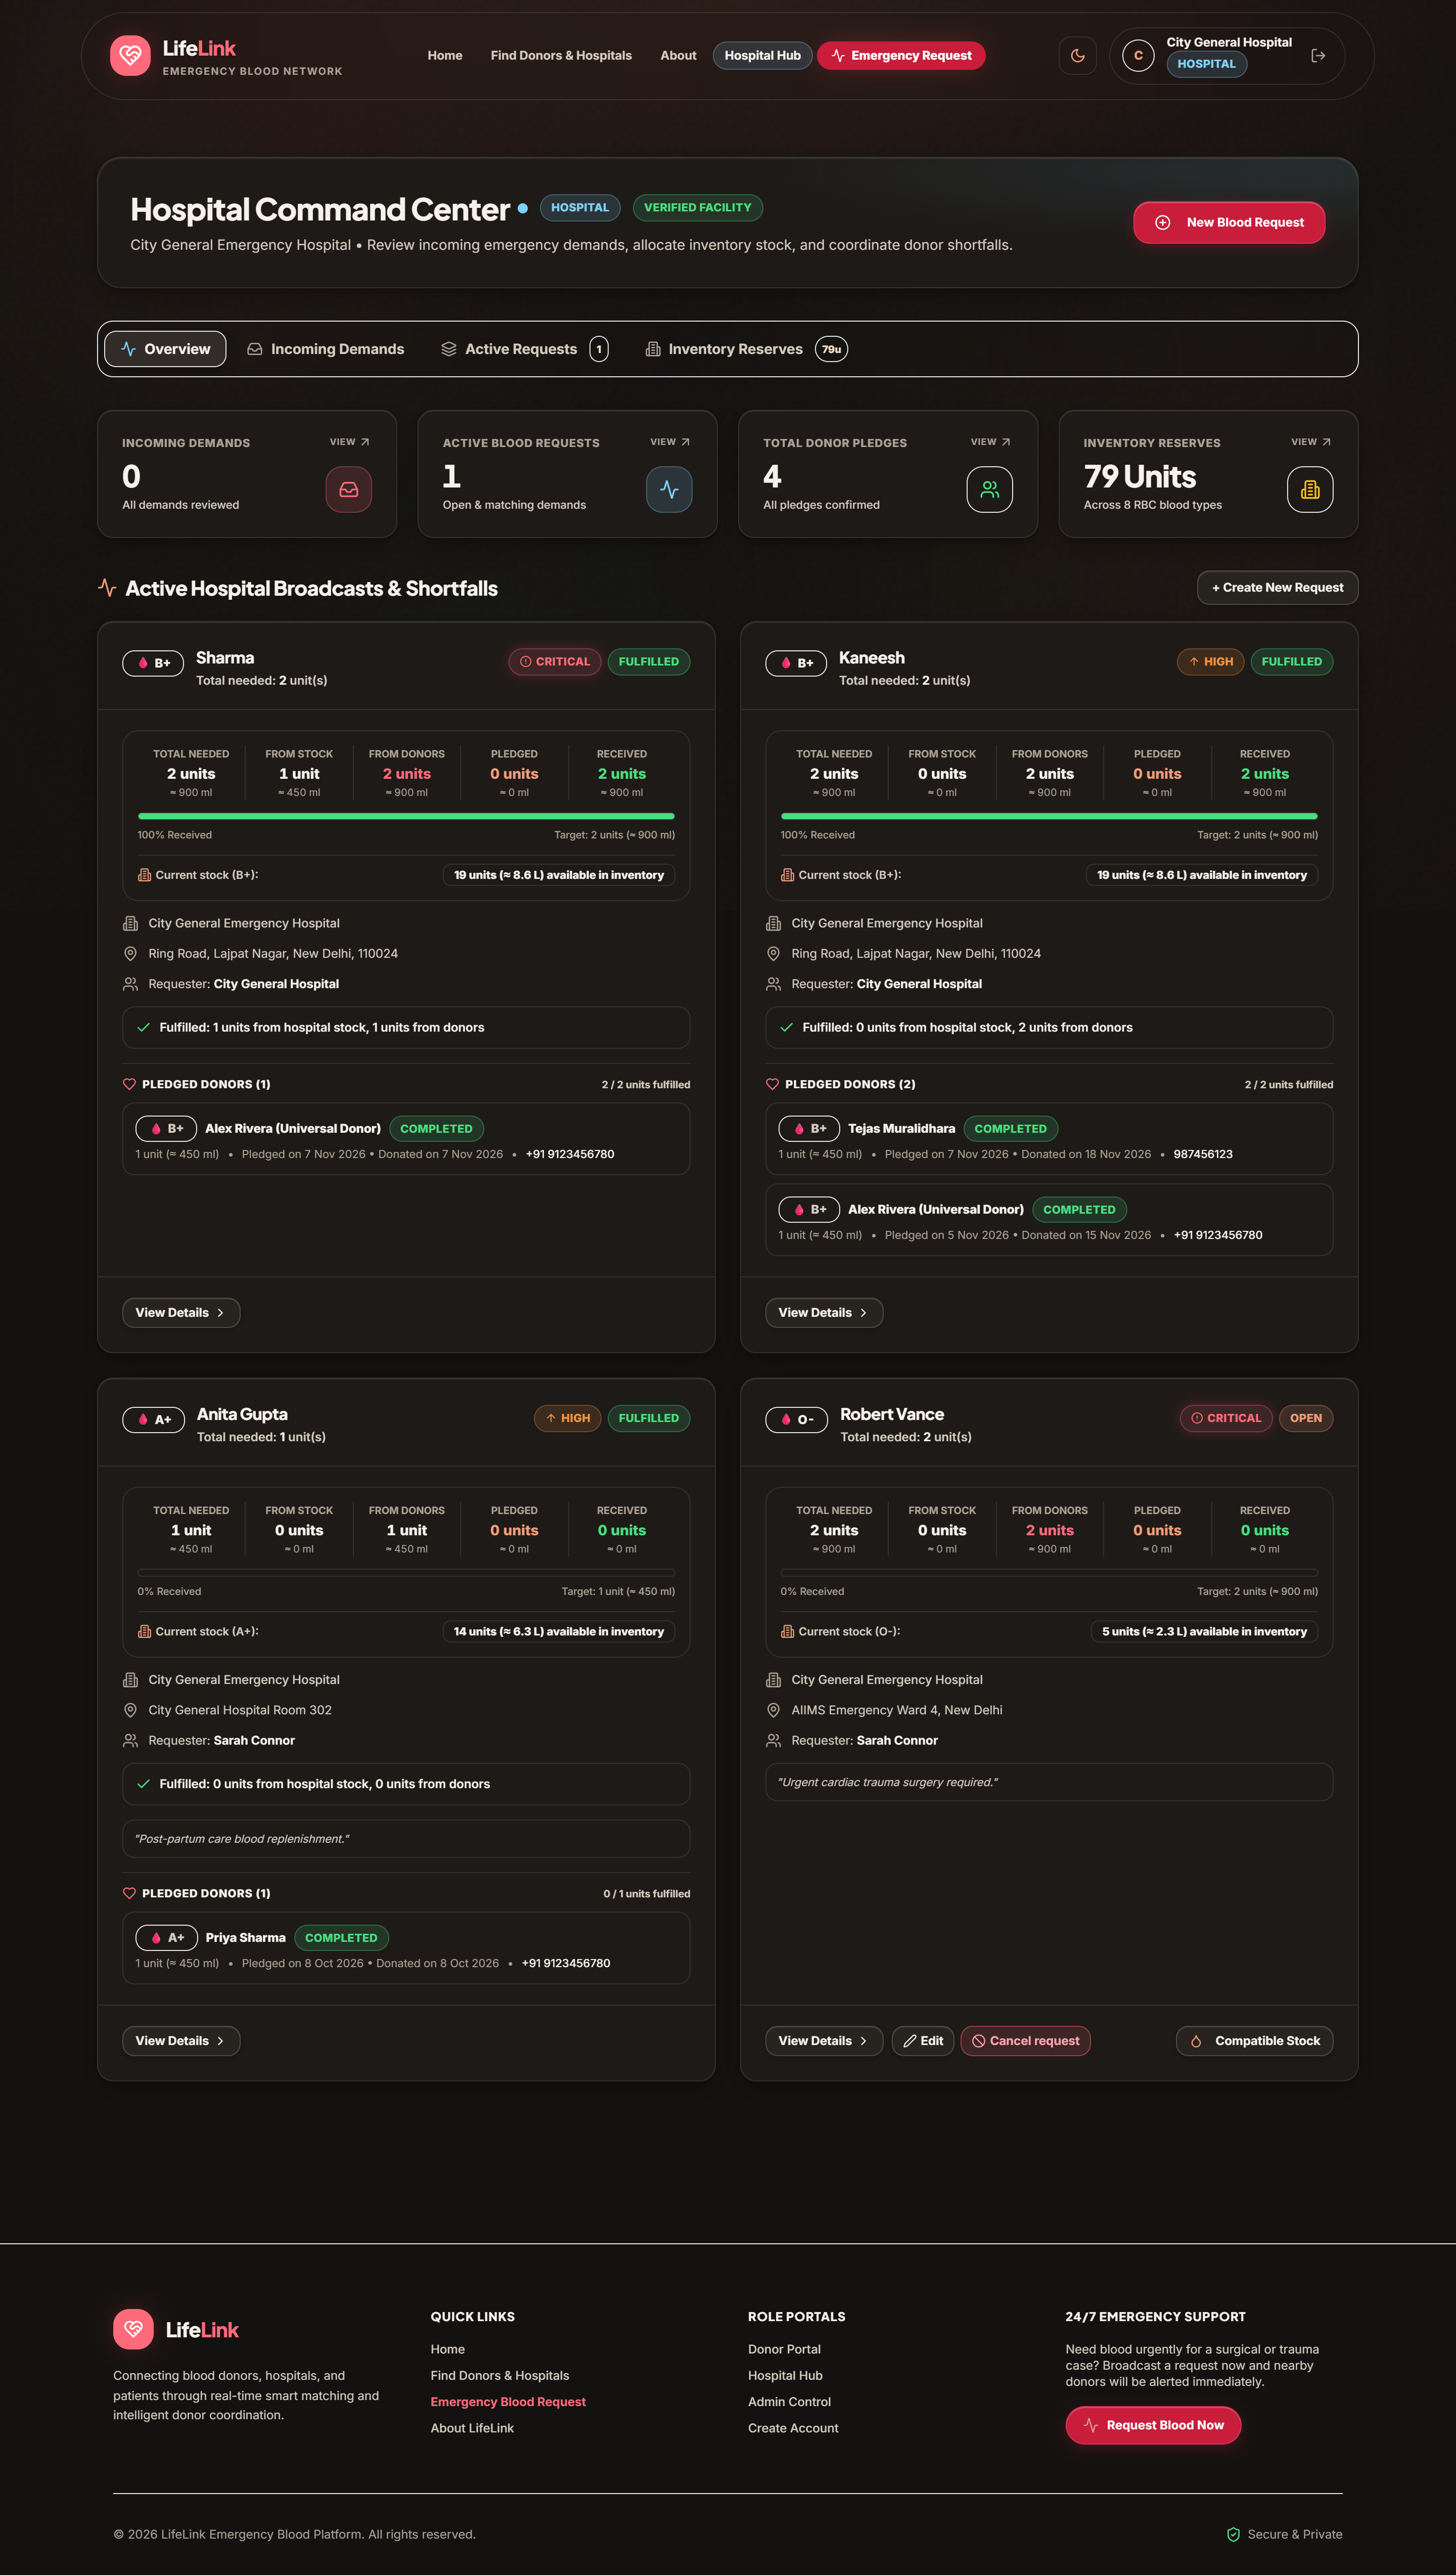 LifeLink
EMERGENCY BLOOD NETWORK
Home
Find Donors & Hospitals
About
Hospital Hub
Emergency Request
C
City General Hospital
HOSPITAL
Hospital Command Center
HOSPITAL
VERIFIED FACILITY
City General Emergency Hospital • Review incoming emergency demands, allocate inventory stock, and coordinate donor shortfalls.
New Blood Request
Overview
Incoming Demands
Active Requests 1
Inventory Reserves 79u
INCOMING DEMANDS
VIEW
0
All demands reviewed
ACTIVE BLOOD REQUESTS
VIEW
1
Open & matching demands
TOTAL DONOR PLEDGES
VIEW
4
All pledges confirmed
INVENTORY RESERVES
VIEW
79 Units
Across 8 RBC blood types
Active Hospital Broadcasts & Shortfalls
+ Create New Request
B+
Sharma
Total needed: 2 unit(s)
CRITICAL
FULFILLED
TOTAL NEEDED FROM STOCK FROM DONORS PLEDGED RECEIVED
2 units 1 unit 2 units 0 units 2 units
≈ 900 ml ≈ 450 ml ≈ 900 ml ≈ 0 ml ≈ 900 ml
100% Received Target: 2 units (≈ 900 ml)
Current stock (B+): 19 units (≈ 8.6 L) available in inventory
City General Emergency Hospital
Ring Road, Lajpat Nagar, New Delhi, 110024
Requester: City General Hospital
Fulfilled: 1 units from hospital stock, 1 units from donors
PLEDGED DONORS (1) 2 / 2 units fulfilled
B+ Alex Rivera (Universal Donor) COMPLETED
1 unit (≈ 450 ml) • Pledged on 7 Nov 2026 • Donated on 7 Nov 2026 • +91 9123456780
View Details
B+
Kaneesh
Total needed: 2 unit(s)
HIGH
FULFILLED
TOTAL NEEDED FROM STOCK FROM DONORS PLEDGED RECEIVED
2 units 0 units 2 units 0 units 2 units
≈ 900 ml ≈ 0 ml ≈ 900 ml ≈ 0 ml ≈ 900 ml
100% Received Target: 2 units (≈ 900 ml)
Current stock (B+): 19 units (≈ 8.6 L) available in inventory
City General Emergency Hospital
Ring Road, Lajpat Nagar, New Delhi, 110024
Requester: City General Hospital
Fulfilled: 0 units from hospital stock, 2 units from donors
PLEDGED DONORS (2) 2 / 2 units fulfilled
B+ Tejas Muralidhara COMPLETED
1 unit (≈ 450 ml) • Pledged on 7 Nov 2026 • Donated on 18 Nov 2026 • 987456123
B+ Alex Rivera (Universal Donor) COMPLETED
1 unit (≈ 450 ml) • Pledged on 5 Nov 2026 • Donated on 15 Nov 2026 • +91 9123456780
View Details
A+
Anita Gupta
Total needed: 1 unit(s)
HIGH
FULFILLED
TOTAL NEEDED FROM STOCK FROM DONORS PLEDGED RECEIVED
1 unit 0 units 1 unit 0 units 0 units
≈ 450 ml ≈ 0 ml ≈ 450 ml ≈ 0 ml ≈ 0 ml
0% Received Target: 1 unit (≈ 450 ml)
Current stock (A+): 14 units (≈ 6.3 L) available in inventory
City General Emergency Hospital
City General Hospital Room 302
Requester: Sarah Connor
Fulfilled: 0 units from hospital stock, 0 units from donors
"Post-partum care blood replenishment."
PLEDGED DONORS (1) 0 / 1 units fulfilled
A+ Priya Sharma COMPLETED
1 unit (≈ 450 ml) • Pledged on 8 Oct 2026 • Donated on 8 Oct 2026 • +91 9123456780
View Details
O-
Robert Vance
Total needed: 2 unit(s)
CRITICAL
OPEN
TOTAL NEEDED FROM STOCK FROM DONORS PLEDGED RECEIVED
2 units 0 units 2 units 0 units 0 units
≈ 900 ml ≈ 0 ml ≈ 900 ml ≈ 0 ml ≈ 0 ml
0% Received Target: 2 units (≈ 900 ml)
Current stock (O-): 5 units (≈ 2.3 L) available in inventory
City General Emergency Hospital
AIIMS Emergency Ward 4, New Delhi
Requester: Sarah Connor
"Urgent cardiac trauma surgery required."
View Details
Edit
Cancel request
Compatible Stock
LifeLink
Connecting blood donors, hospitals, and
patients through real-time smart matching and
intelligent donor coordination.
QUICK LINKS
Home
Find Donors & Hospitals
Emergency Blood Request
About LifeLink
ROLE PORTALS
Donor Portal
Hospital Hub
Admin Control
Create Account
24/7 EMERGENCY SUPPORT
Need blood urgently for a surgical or trauma
case? Broadcast a request now and nearby
donors will be alerted immediately.
Request Blood Now
© 2026 LifeLink Emergency Blood Platform. All rights reserved.
Secure & Private